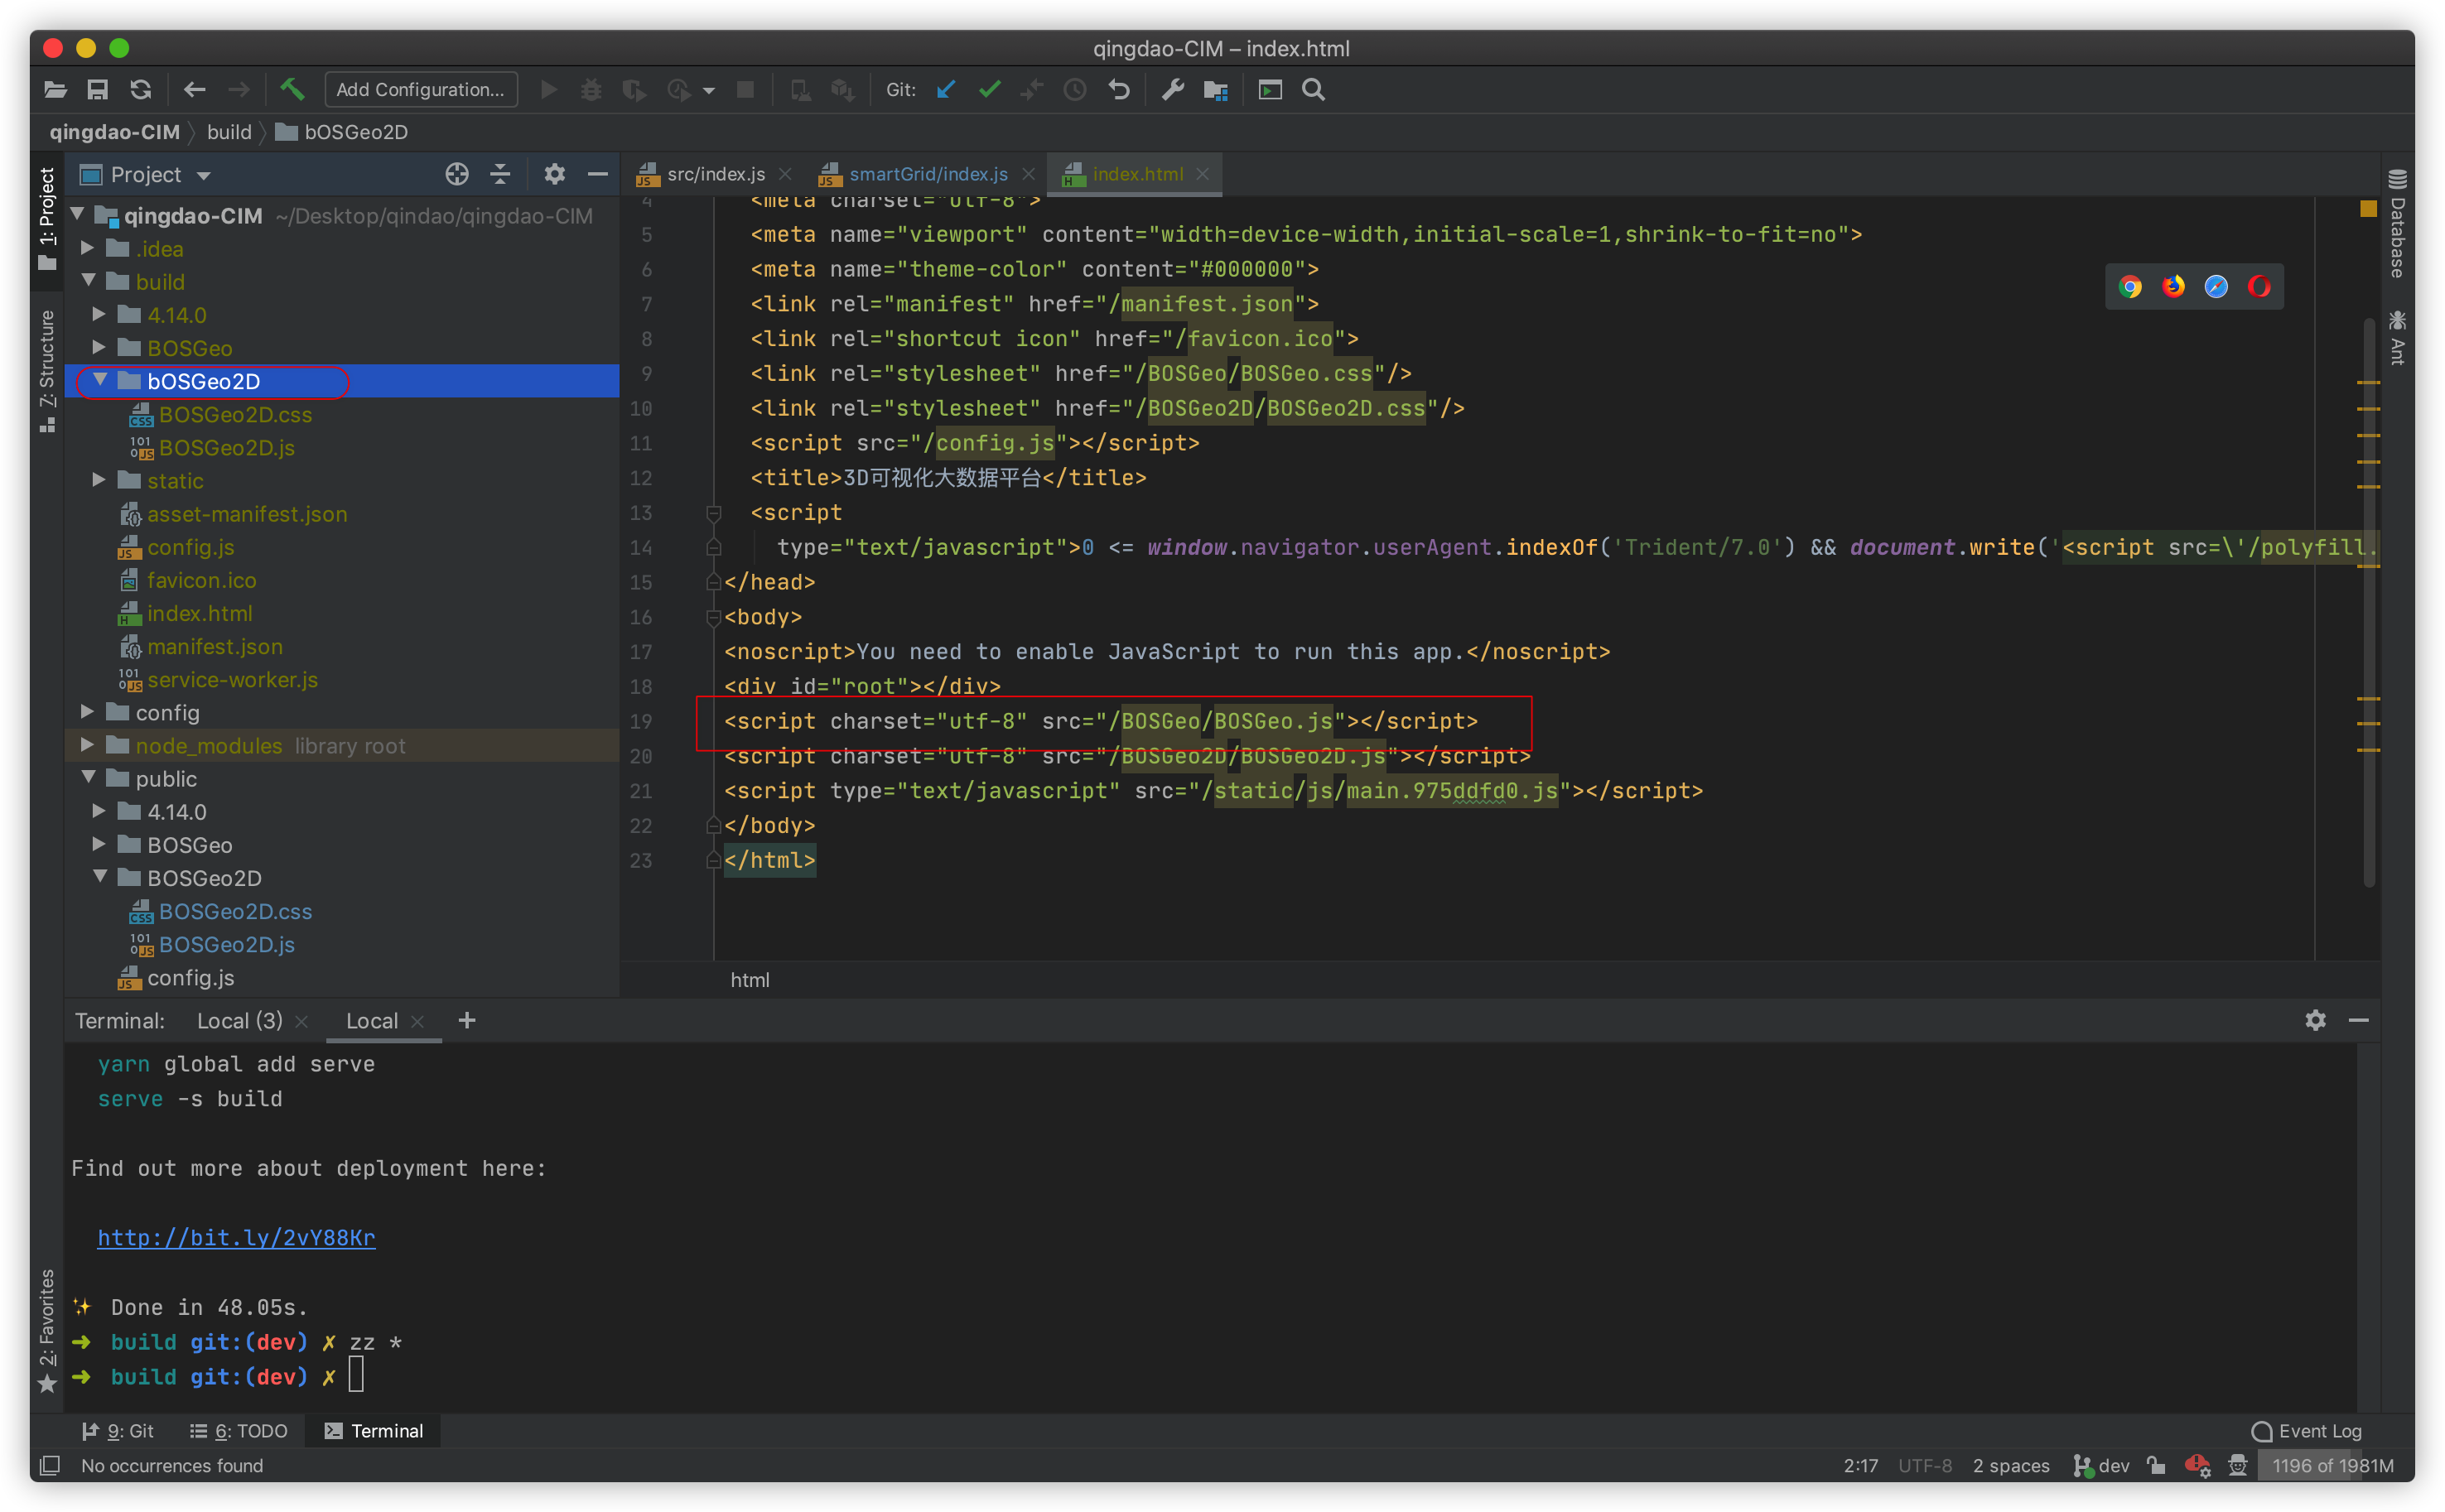 qingdao-CIM – index.html
Add Configuration...
Git:
qingdao-CIM
build
bOSGeo2D
1: Project
7: Structure
2: Favorites
Project
qingdao-CIM ~/Desktop/qindao/qingdao-CIM
.idea
build
4.14.0
BOSGeo
bOSGeo2D
BOSGeo2D.css
BOSGeo2D.js
static
asset-manifest.json
config.js
favicon.ico
index.html
manifest.json
service-worker.js
config
node_modules library root
public
4.14.0
BOSGeo
BOSGeo2D
BOSGeo2D.css
BOSGeo2D.js
config.js
src/index.js
smartGrid/index.js
index.html
4 <meta charset="utf-8">
5 <meta name="viewport" content="width=device-width,initial-scale=1,shrink-to-fit=no">
6 <meta name="theme-color" content="#000000">
7 <link rel="manifest" href="/manifest.json">
8 <link rel="shortcut icon" href="/favicon.ico">
9 <link rel="stylesheet" href="/BOSGeo/BOSGeo.css"/>
10 <link rel="stylesheet" href="/BOSGeo2D/BOSGeo2D.css"/>
11 <script src="/config.js"></script>
12 <title>3D可视化大数据平台</title>
13 <script
14 type="text/javascript">0 <= window.navigator.userAgent.indexOf('Trident/7.0') && document.write('<script src=\'/polyfill.
15 </head>
16 <body>
17 <noscript>You need to enable JavaScript to run this app.</noscript>
18 <div id="root"></div>
19 <script charset="utf-8" src="/BOSGeo/BOSGeo.js"></script>
20 <script charset="utf-8" src="/BOSGeo2D/BOSGeo2D.js"></script>
21 <script type="text/javascript" src="/static/js/main.975ddfd0.js"></script>
22 </body>
23 </html>
html
Database
Ant
Terminal: Local (3) Local
yarn global add serve
serve -s build
Find out more about deployment here:
http://bit.ly/2vY88Kr
✨ Done in 48.05s.
➜ build git:(dev) ✗ zz *
➜ build git:(dev) ✗
9: Git
6: TODO
Terminal
Event Log
No occurrences found
2:17 UTF-8 2 spaces dev 1196 of 1981M